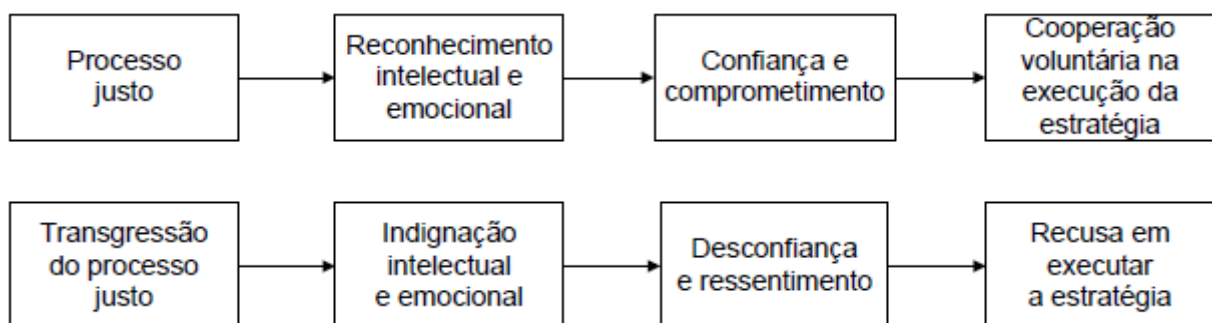 Processo
justo
Reconhecimento
intelectual e
emocional
Confiança e
comprometimento
Cooperação
voluntária na
execução da
estratégia
Transgressão
do processo
justo
Indignação
intelectual
e emocional
Desconfiança
e ressentimento
Recusa em
executar
a estratégia